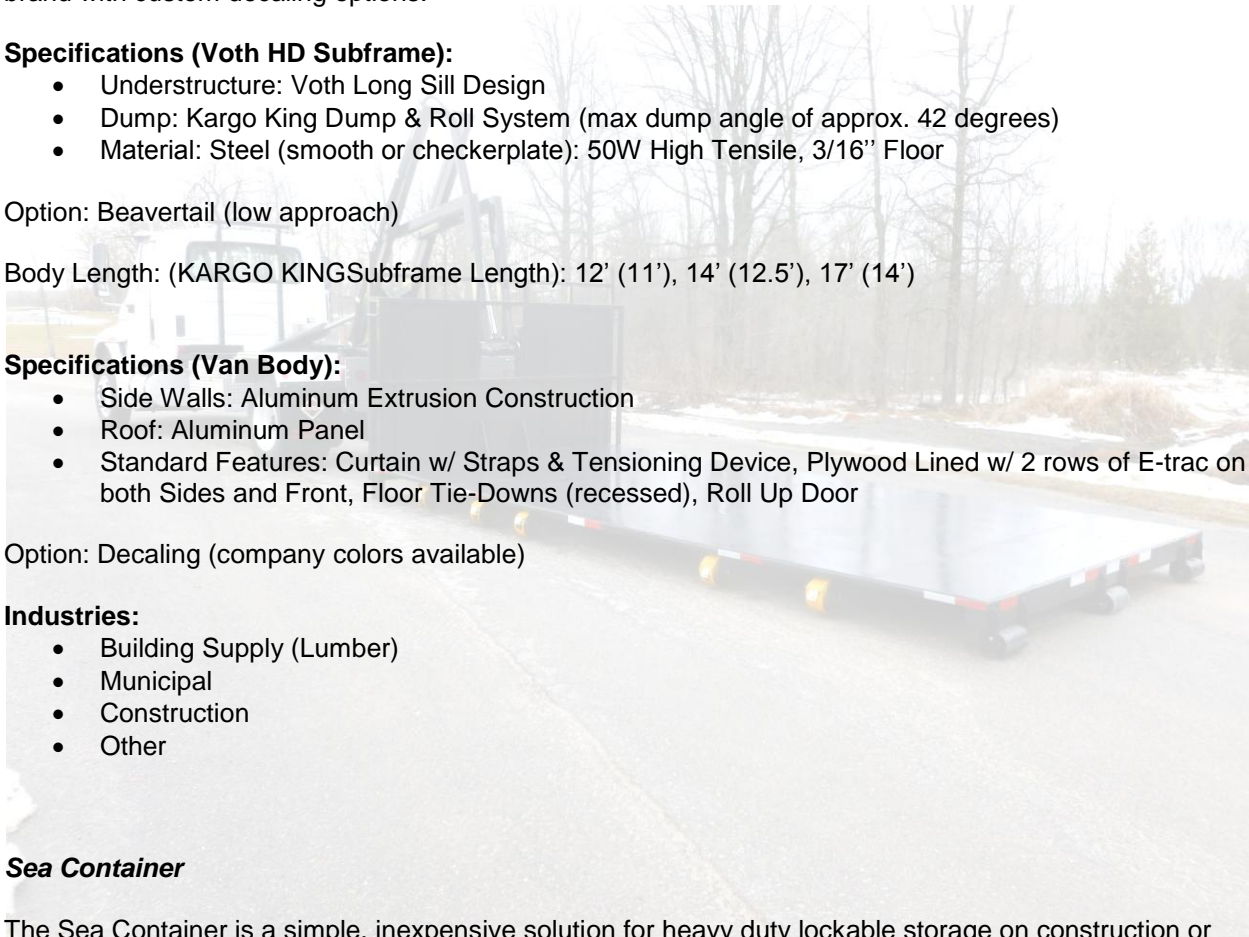 brand with custom decaling options.
Specifications (Voth HD Subframe):
• Understructure: Voth Long Sill Design
• Dump: Kargo King Dump & Roll System (max dump angle of approx. 42 degrees)
• Material: Steel (smooth or checkerplate): 50W High Tensile, 3/16’’ Floor
Option: Beavertail (low approach)
Body Length: (KARGO KINGSubframe Length): 12’ (11’), 14’ (12.5’), 17’ (14’)
Specifications (Van Body):
• Side Walls: Aluminum Extrusion Construction
• Roof: Aluminum Panel
• Standard Features: Curtain w/ Straps & Tensioning Device, Plywood Lined w/ 2 rows of E-trac on
both Sides and Front, Floor Tie-Downs (recessed), Roll Up Door
Option: Decaling (company colors available)
Industries:
• Building Supply (Lumber)
• Municipal
• Construction
• Other
Sea Container
The Sea Container is a simple, inexpensive solution for heavy duty lockable storage on construction or